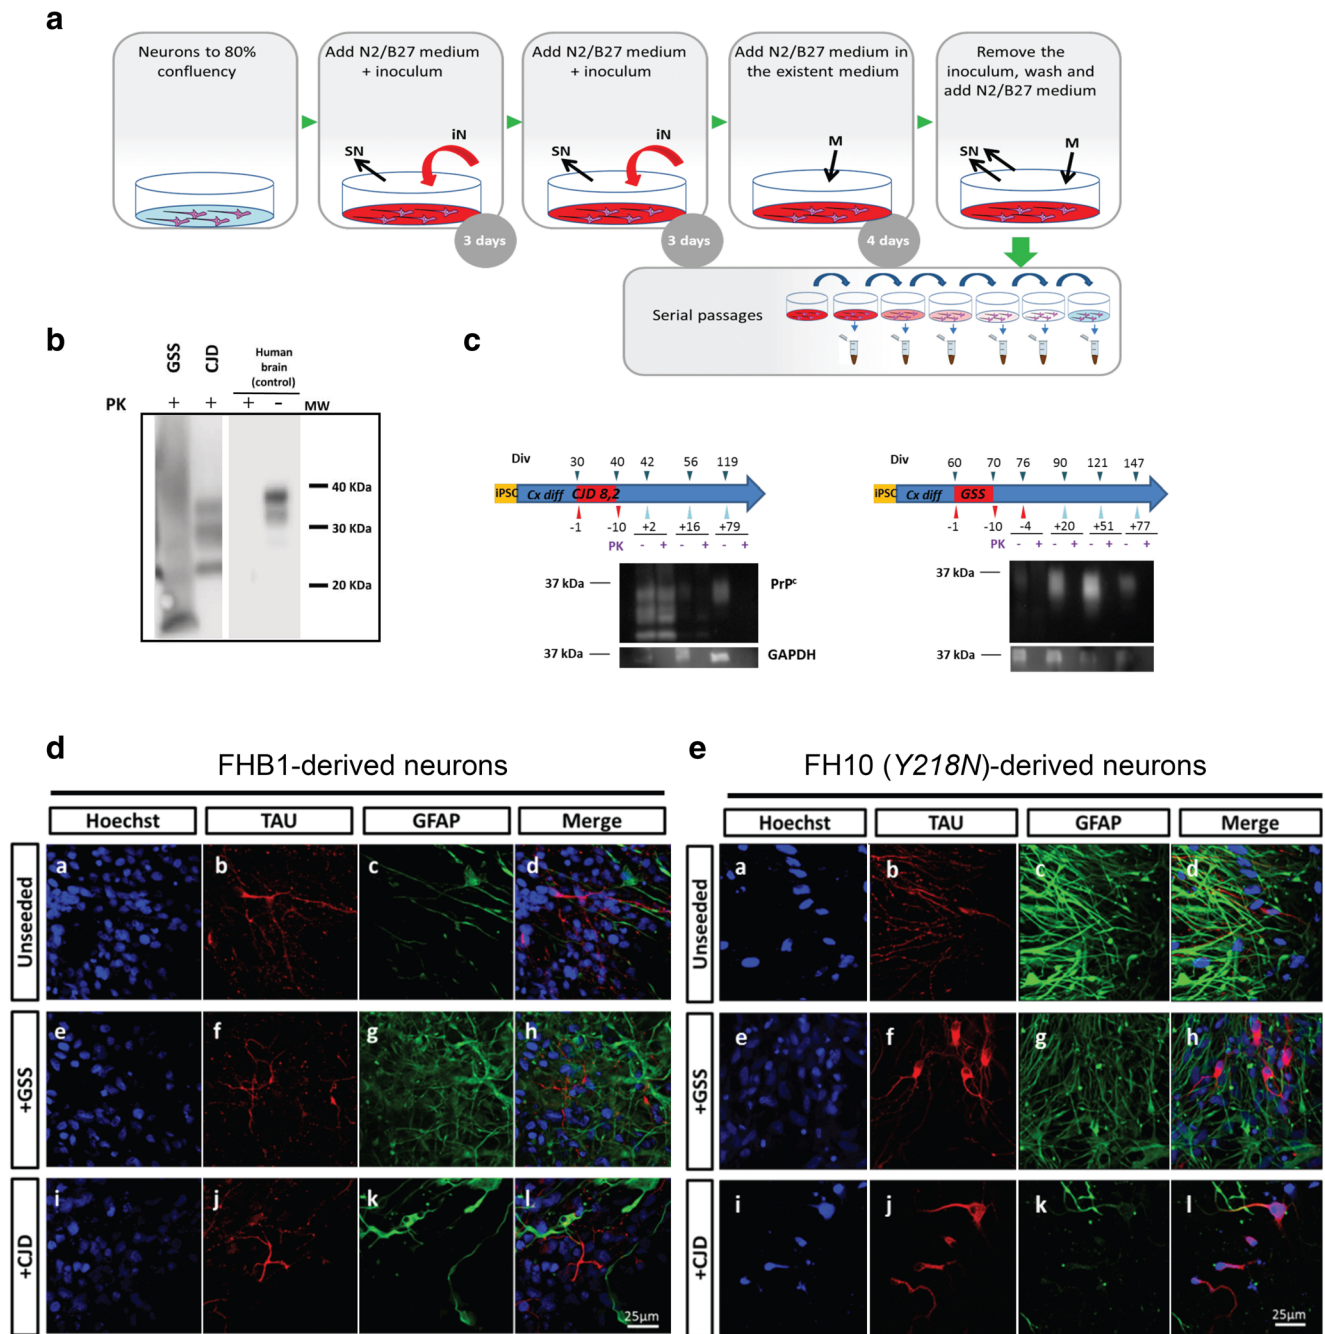 a
Neurons to 80%
confluency
Add N2/B27 medium
+ inoculum
Add N2/B27 medium
+ inoculum
Add N2/B27 medium in
the existent medium
Remove the
inoculum, wash and
add N2/B27 medium
SN
iN
SN
iN
M
SN
M
3 days
3 days
4 days
Serial passages
b
GSS
CJD
Human
brain
(control)
PK
+ + + -
MW
40 KDa
30 KDa
20 KDa
c
Div
30 40 42 56 119
iPSC Cx diff CJD 8,2
-1 -10 +2 +16 +79
PK - + - + - +
37 kDa
PrPᶜ
37 kDa
GAPDH
Div
60 70 76 90 121 147
iPSC Cx diff GSS
-1 -10 -4 +20 +51 +77
PK - + - + - + - +
37 kDa
37 kDa
d
FHB1-derived neurons
Hoechst TAU GFAP Merge
Unseeded
a b c d
+GSS
e f g h
+CJD
i j k l
25µm
e
FH10 (Y218N)-derived neurons
Hoechst TAU GFAP Merge
Unseeded
a b c d
+GSS
e f g h
+CJD
i j k l
25µm